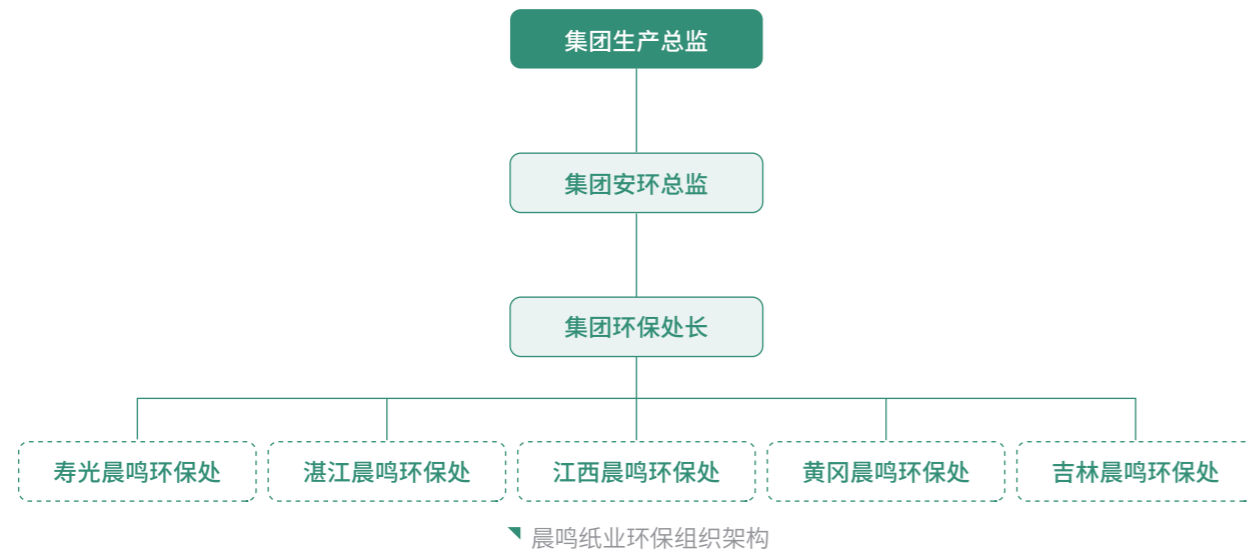 集团生产总监
集团安环总监
集团环保处长
寿光晨鸣环保处
湛江晨鸣环保处
江西晨鸣环保处
黄冈晨鸣环保处
吉林晨鸣环保处
晨鸣纸业环保组织架构